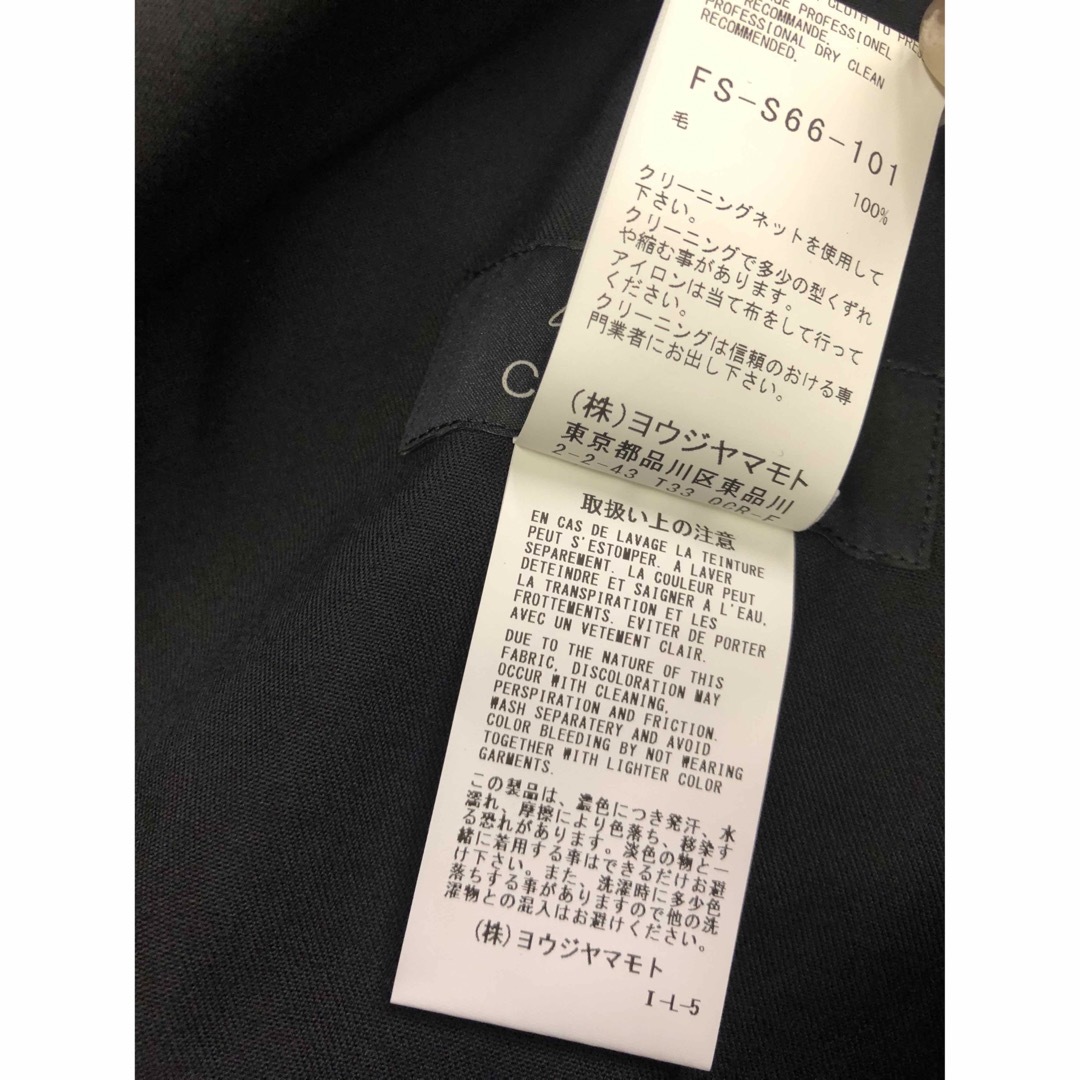 CLOTH TO
PROFESSIONEL
RECOMMANDE.
PROFESSIONAL DRY CLEAN
RECOMMENDED.
FS-S66-101
毛 100%
クリーニングネットを使用して
下さい。
クリーニングで多少の型くずれ
や縮む事があります。
アイロンは当て布をして行って
ください。
クリーニングは信頼のおける専
門業者にお出し下さい。
(株)ヨウジヤマモト
東京都品川区東品川
2-2-43 T33
C
取扱い上の注意
EN CAS DE LAVAGE LA TEINTURE
PEUT S'ESTOMPER. A LAVER
SEPAREMENT. LA COULEUR PEUT
DETEINDRE ET SAIGNER A L'EAU.
LA TRANSPIRATION ET LES
FROTTEMENTS. EVITER DE PORTER
AVEC UN VETEMENT CLAIR.
DUE TO THE NATURE OF THIS
FABRIC, DISCOLORATION MAY
OCCUR WITH CLEANING,
PERSPIRATION AND FRICTION.
WASH SEPARATERY AND AVOID
COLOR BLEEDING BY NOT WEARING
TOGETHER WITH LIGHTER COLOR
GARMENTS.
この製品は、濃色につき発汗、水
濡れ、摩擦により色落ち、移染す
る恐れがあります。淡色の物と一
緒に着用する事はできるだけお避
け下さい。また、洗濯時に多少色
落ちする事がありますので他の洗
濯物との混入はお避けください。
(株)ヨウジヤマモト
I-L-5